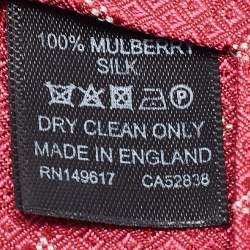 100% MULBERRY
SILK
DRY CLEAN ONLY
MADE IN ENGLAND
RN149617 CA52838